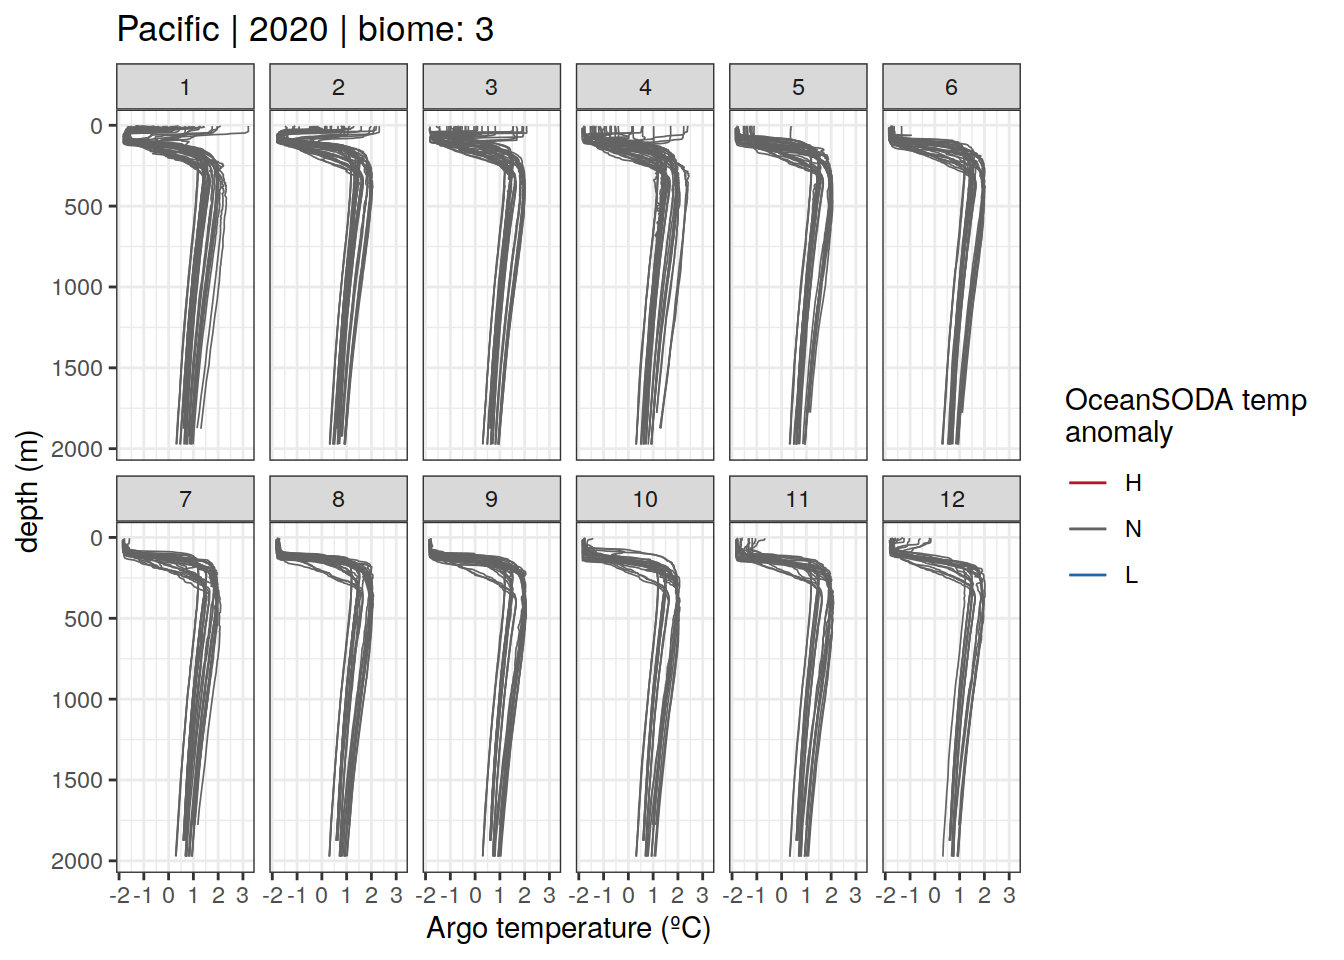 Pacific | 2020 | biome: 3
1 2 3 4 5 6
0
500
1000
1500
2000
7 8 9 10 11 12
0
500
1000
1500
2000
-2 -1 0 1 2 3 -2 -1 0 1 2 3 -2 -1 0 1 2 3 -2 -1 0 1 2 3 -2 -1 0 1 2 3 -2 -1 0 1 2 3
Argo temperature (ºC)
depth (m)
OceanSODA temp
anomaly
H
N
L